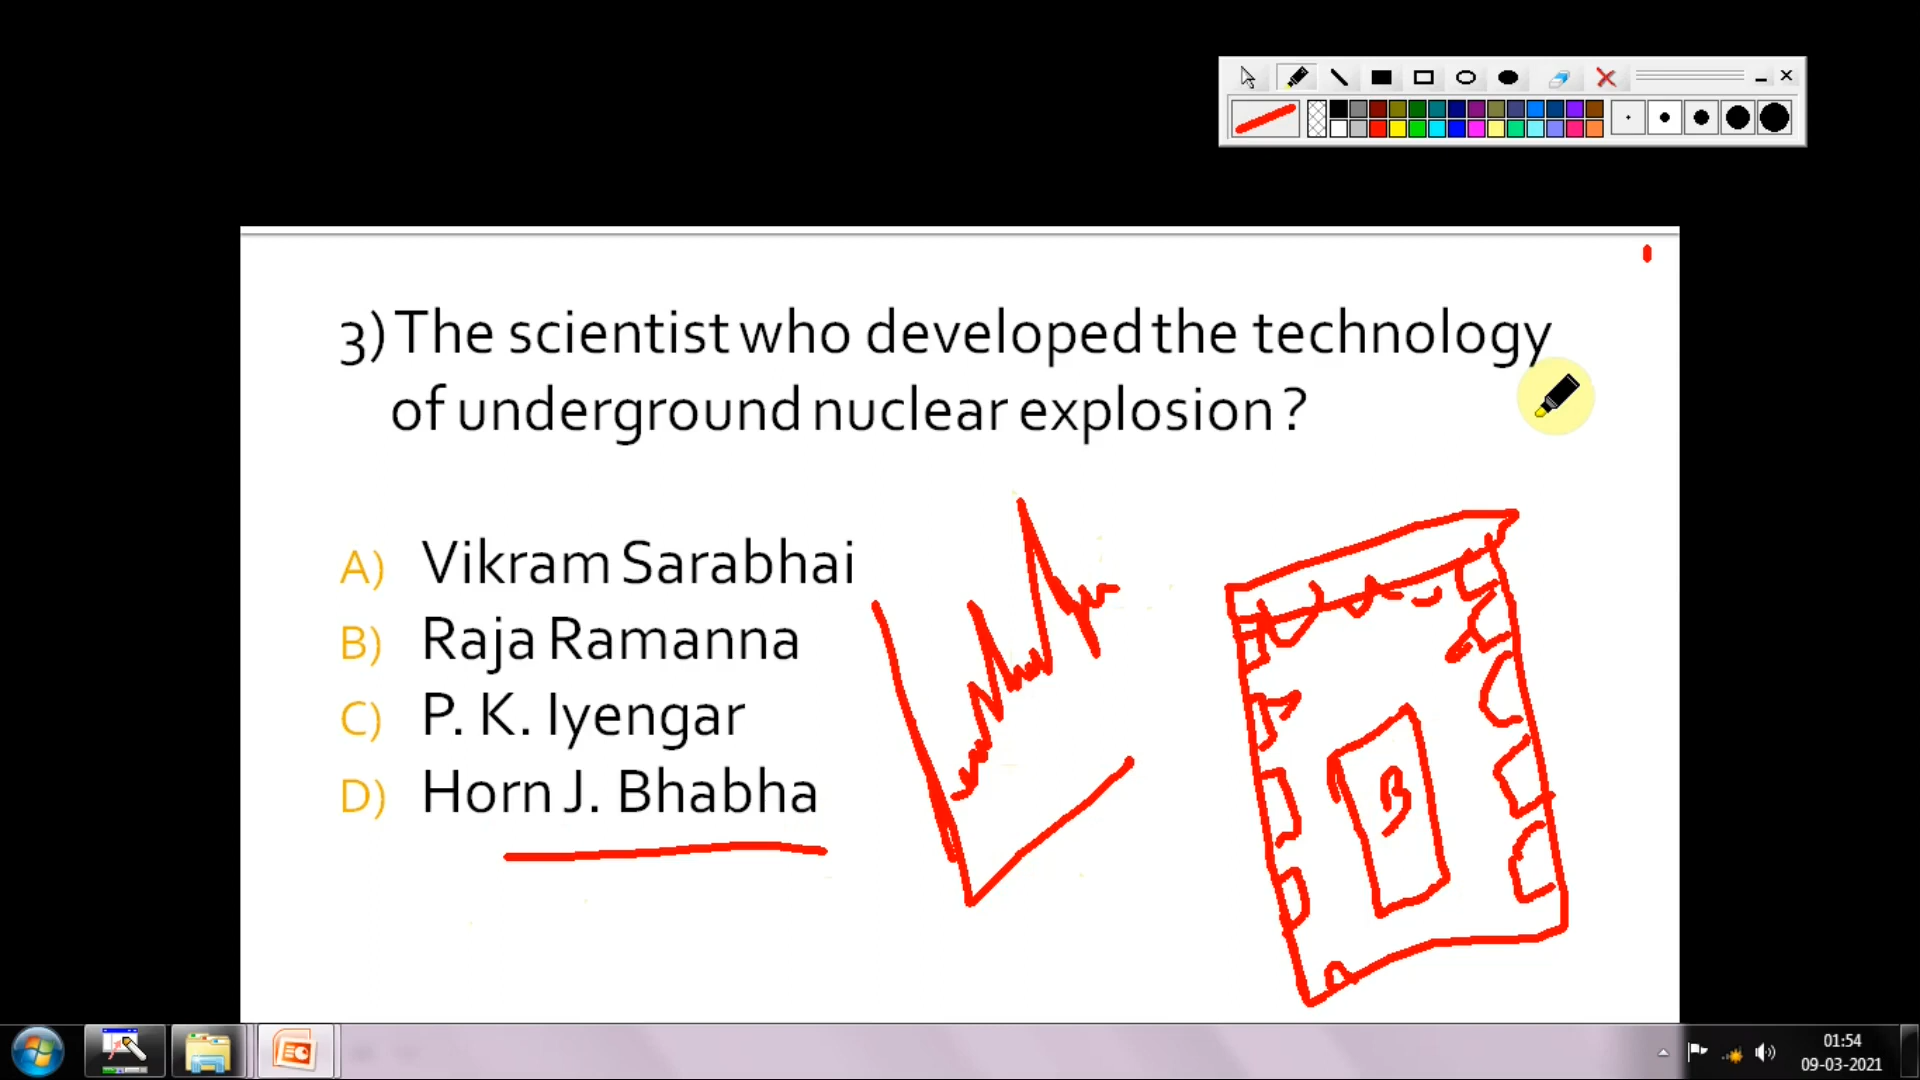 3) The scientist who developed the technology
of underground nuclear explosion ?
A) Vikram Sarabhai
B) Raja Ramanna
C) P. K. Iyengar
D) Horn J. Bhabha
B
01:54
09-03-2021